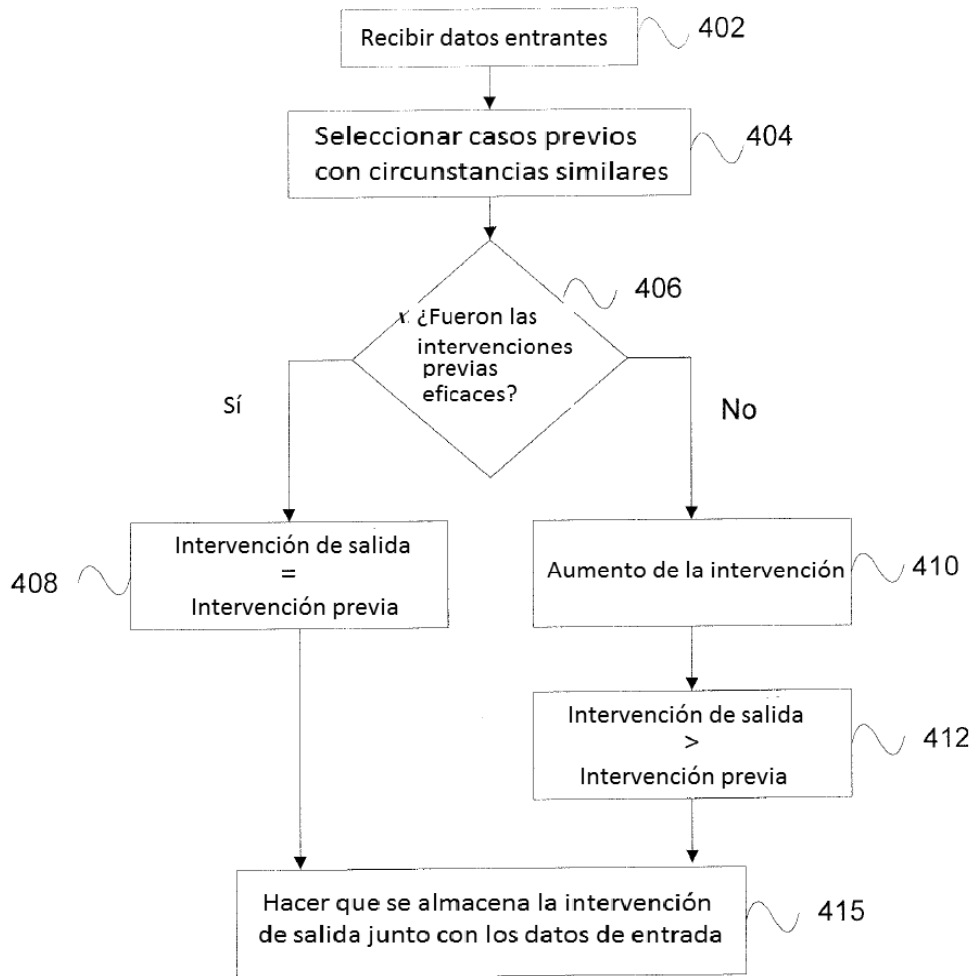 Recibir datos entrantes
402
Seleccionar casos previos
con circunstancias similares
404
406
¿Fueron las
intervenciones
previas
eficaces?
Sí
No
Intervención de salida
=
Intervención previa
408
Aumento de la intervención
410
Intervención de salida
>
Intervención previa
412
Hacer que se almacena la intervención
de salida junto con los datos de entrada
415